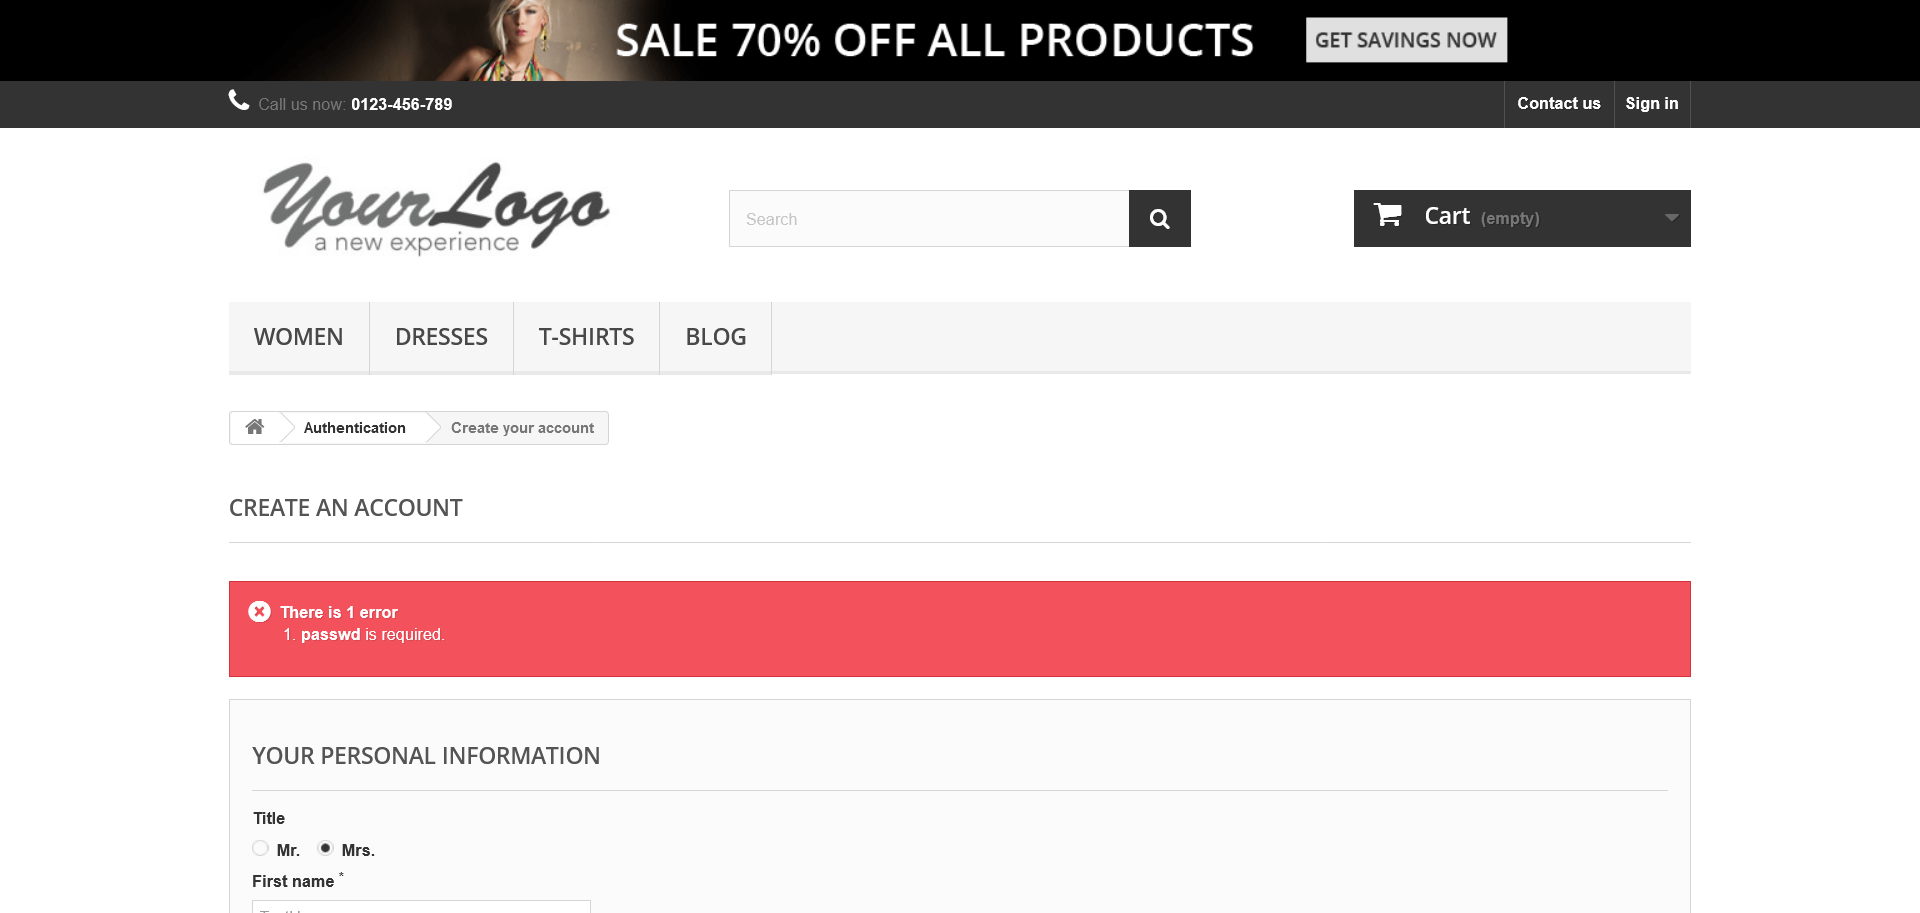 SALE 70% OFF ALL PRODUCTS
GET SAVINGS NOW
Call us now: 0123-456-789
Contact us
Sign in
YourLogo
a new experience
Search
Cart (empty)
WOMEN
DRESSES
T-SHIRTS
BLOG
Authentication
Create your account
CREATE AN ACCOUNT
There is 1 error
1. passwd is required.
YOUR PERSONAL INFORMATION
Title
Mr.
Mrs.
First name *